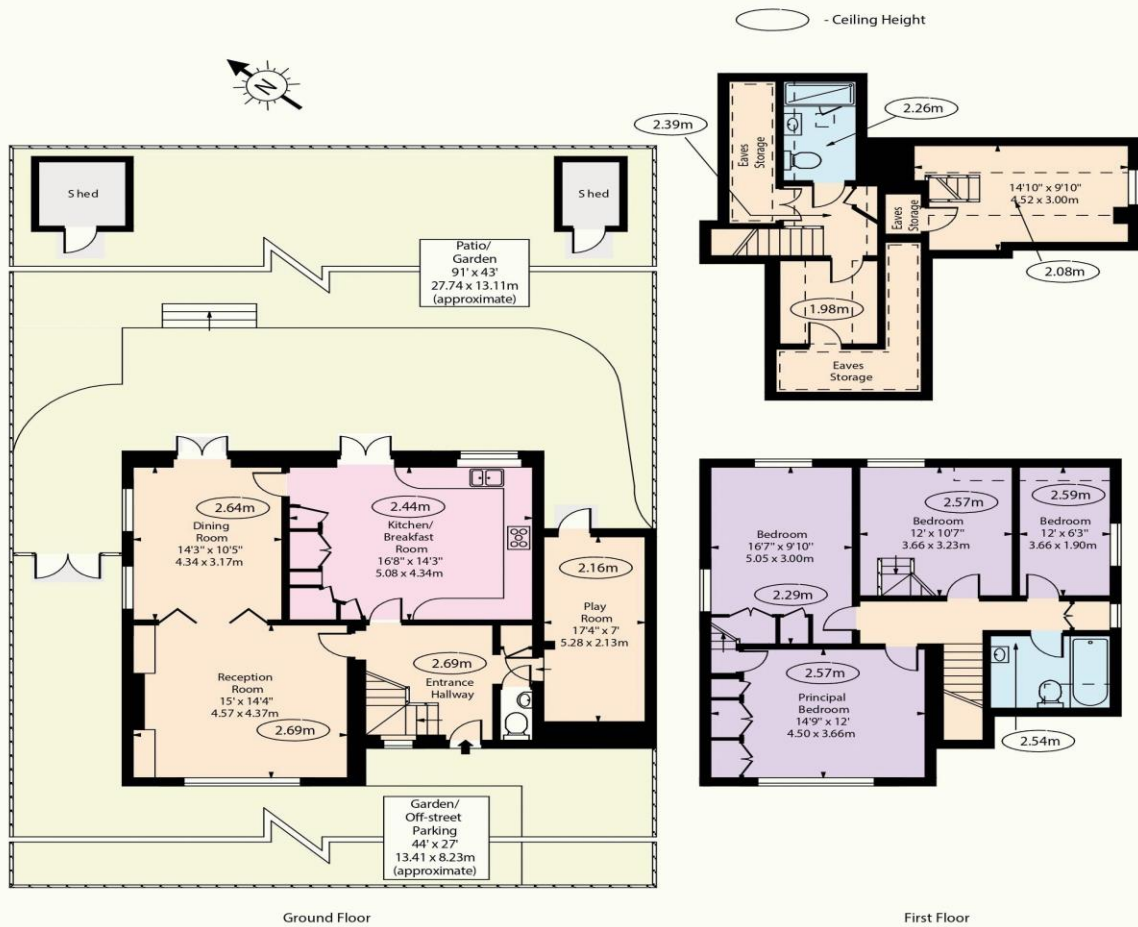 - Ceiling Height
N
2.39m
2.26m
Eaves
Storage
14'10" x 9'10"
4.52 x 3.00m
Eaves
Storage
2.08m
1.98m
Eaves
Storage
Shed
Shed
Patio/
Garden
91' x 43'
27.74 x 13.11m
(approximate)
2.64m
Dining
Room
14'3" x 10'5"
4.34 x 3.17m
2.44m
Kitchen/
Breakfast
Room
16'8" x 14'3"
5.08 x 4.34m
2.16m
Play
Room
17'4" x 7'
5.28 x 2.13m
Reception
Room
15' x 14'4"
4.57 x 4.37m
2.69m
2.69m
Entrance
Hallway
Garden/
Off-street
Parking
44' x 27'
13.41 x 8.23m
(approximate)
Ground Floor
Bedroom
16'7" x 9'10"
5.05 x 3.00m
2.29m
2.57m
Bedroom
12' x 10'7"
3.66 x 3.23m
2.59m
Bedroom
12' x 6'3"
3.66 x 1.90m
2.57m
Principal
Bedroom
14'9" x 12'
4.50 x 3.66m
2.54m
First Floor